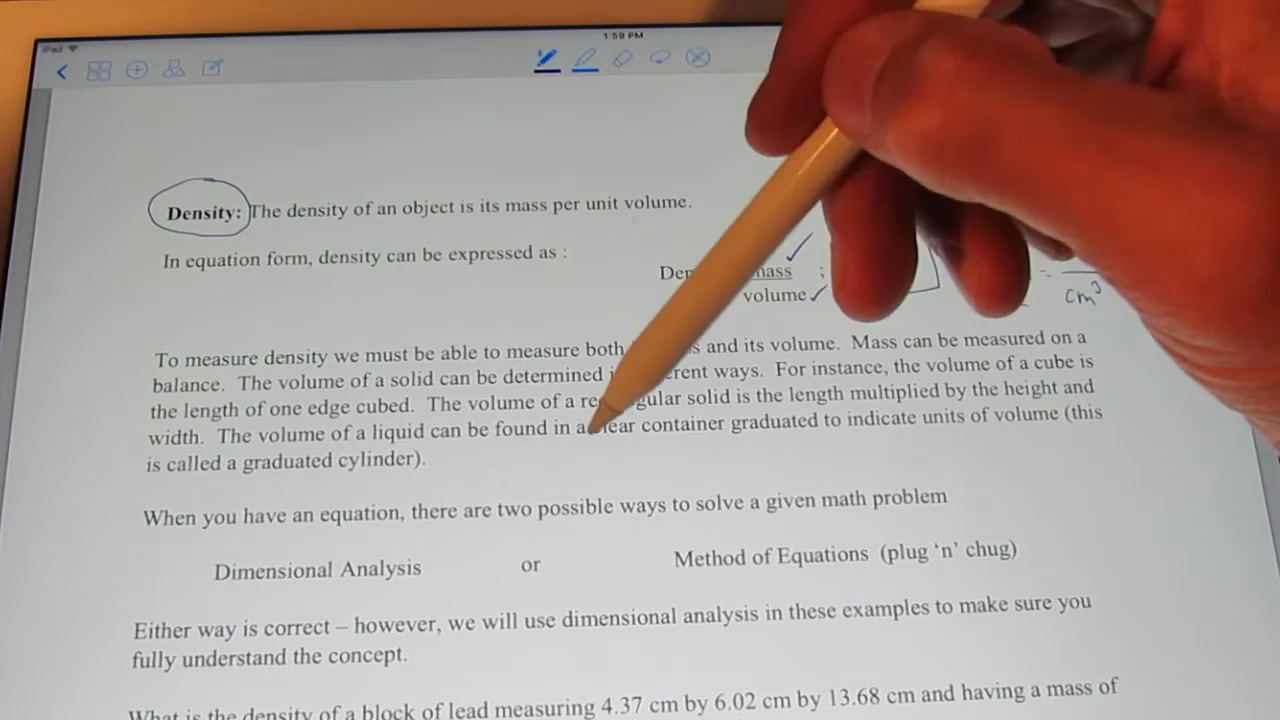 iPad
1:59 PM
Density: The density of an object is its mass per unit volume.
In equation form, density can be expressed as :
mass ;
volume
cm³
To measure density we must be able to measure both and its volume. Mass can be measured on a
balance. The volume of a solid can be determined ways. For instance, the volume of a cube is
the length of one edge cubed. The volume of a solid is the length multiplied by the height and
width. The volume of a liquid can be found in a clear container graduated to indicate units of volume (this
is called a graduated cylinder).
When you have an equation, there are two possible ways to solve a given math problem
Dimensional Analysis or Method of Equations (plug ‘n’ chug)
Either way is correct – however, we will use dimensional analysis in these examples to make sure you
fully understand the concept.
What is the density of a block of lead measuring 4.37 cm by 6.02 cm by 13.68 cm and having a mass of